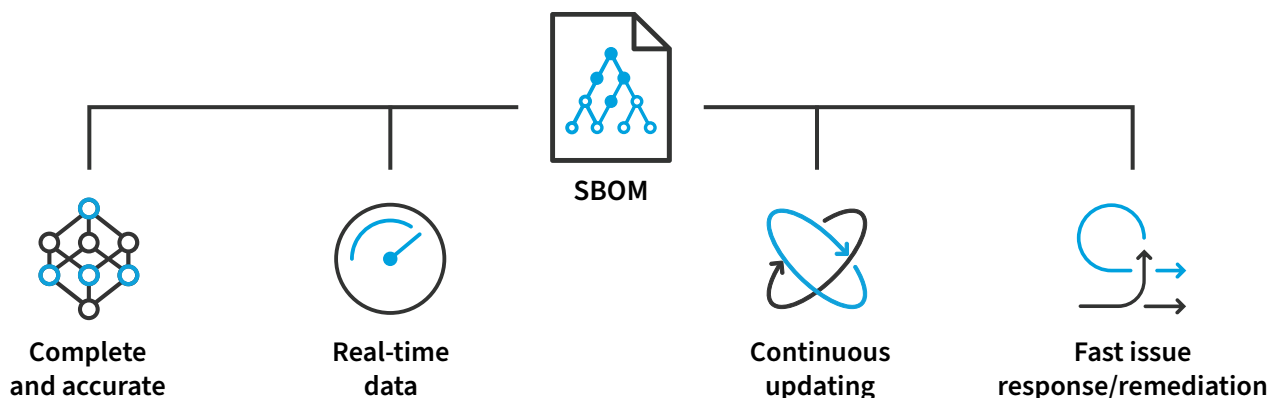 SBOM
Complete
and accurate
Real-time
data
Continuous
updating
Fast issue
response/remediation